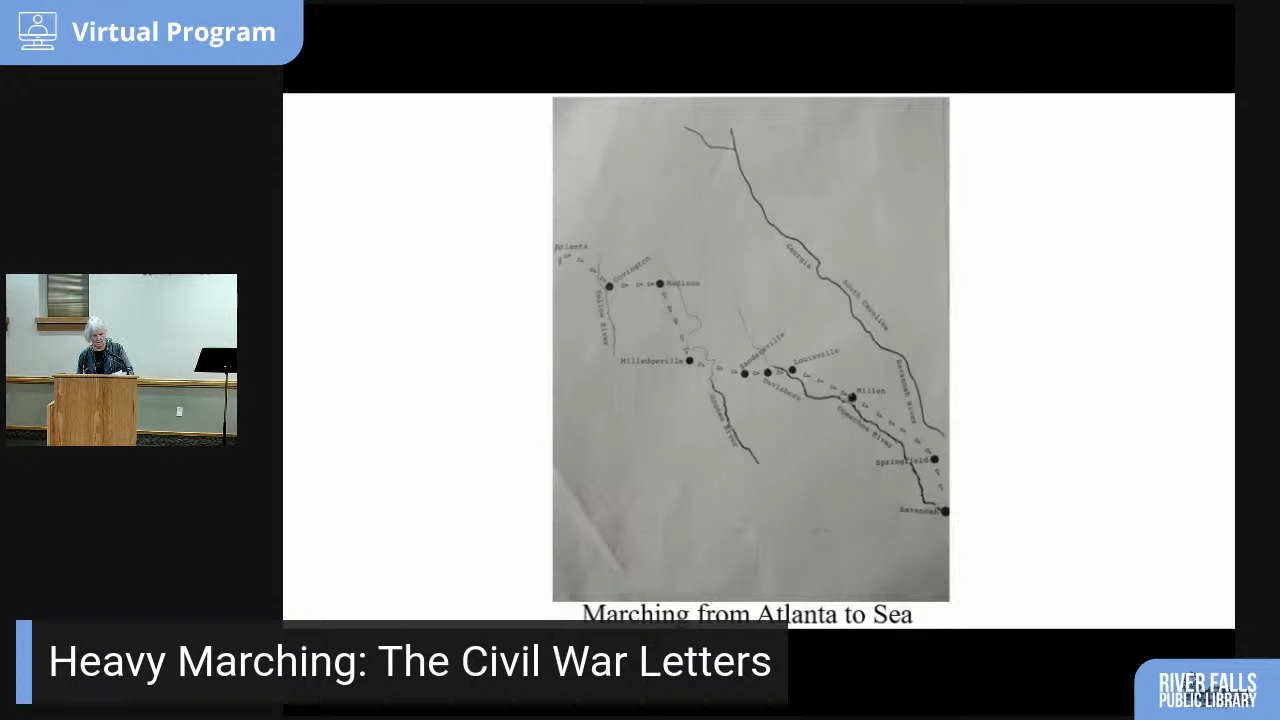 Virtual Program
Atlanta
Covington
Madison
Yellow River
Georgia
South Carolina
Savannah River
Milledgeville
Sandersville
Davisboro
Louisville
Millen
Oconee River
Ogeechee River
Springfield
Savannah
Marching from Atlanta to Sea
Heavy Marching: The Civil War Letters
RIVER FALLS
PUBLIC LIBRARY